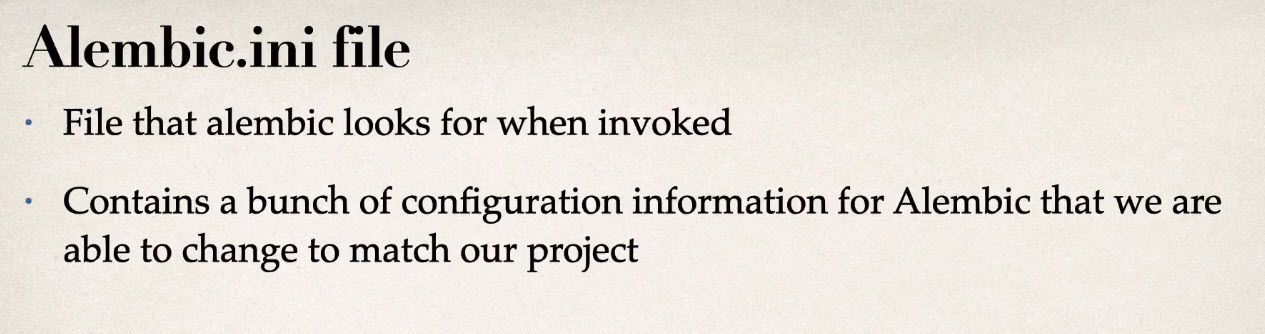 Alembic.ini file
• File that alembic looks for when invoked
• Contains a bunch of configuration information for Alembic that we are
able to change to match our project